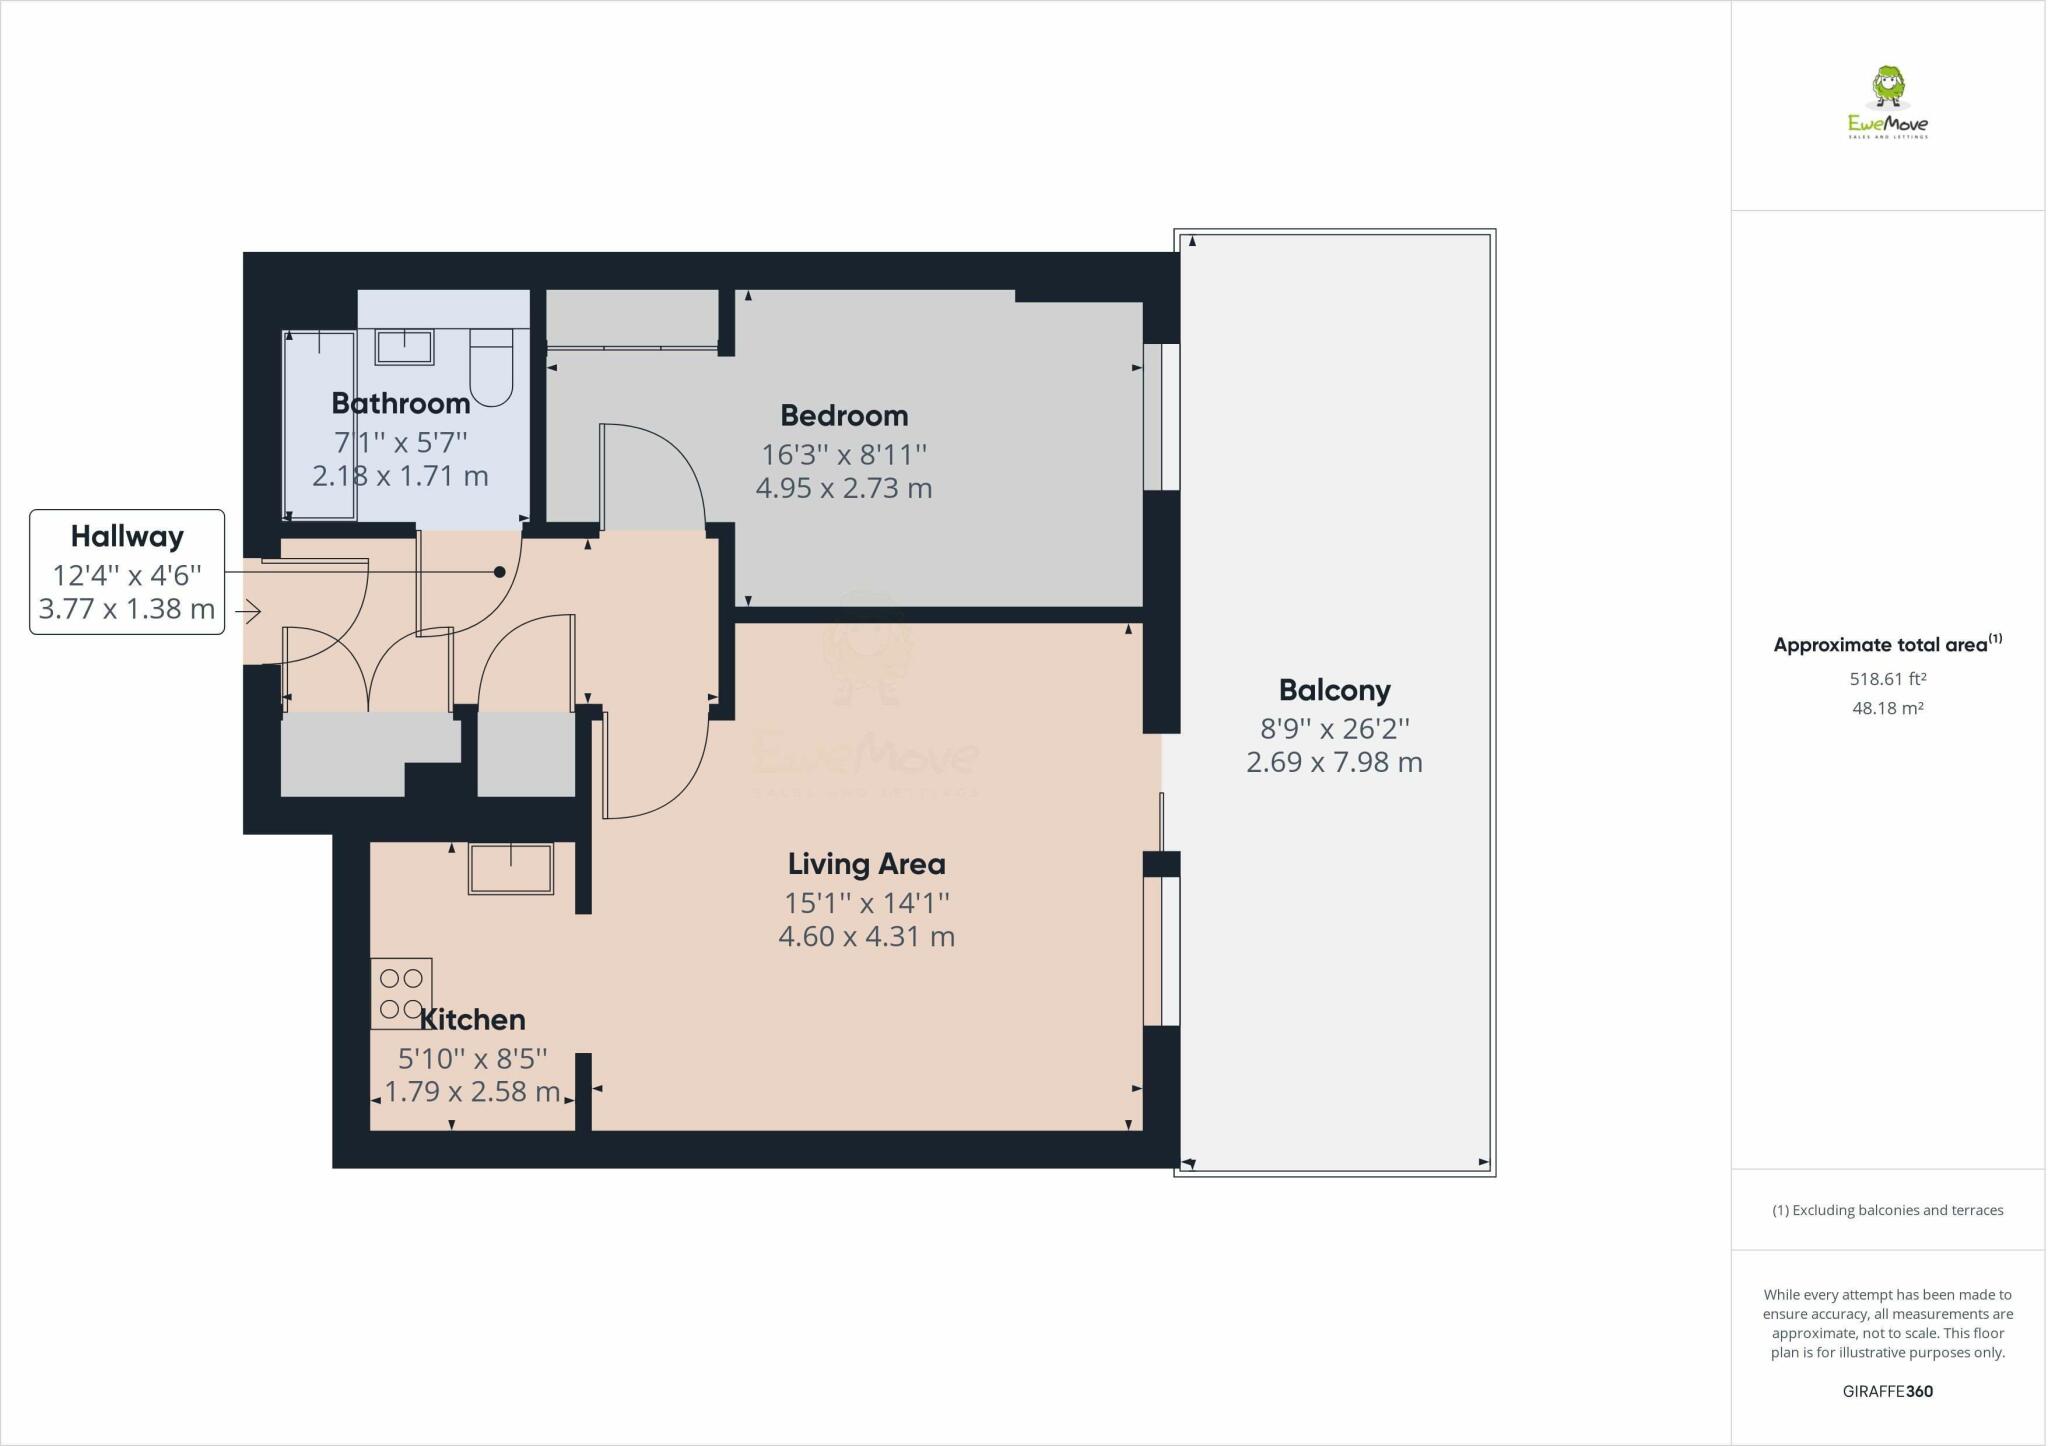 EweMove
SALES AND LETTINGS
Bathroom
7'1'' x 5'7''
2.18 x 1.71 m
Bedroom
16'3'' x 8'11''
4.95 x 2.73 m
Hallway
12'4'' x 4'6''
3.77 x 1.38 m
Balcony
8'9'' x 26'2''
2.69 x 7.98 m
EweMove
SALES AND LETTINGS
Living Area
15'1'' x 14'1''
4.60 x 4.31 m
Kitchen
5'10'' x 8'5''
1.79 x 2.58 m
Approximate total area(1)
518.61 ft²
48.18 m²
(1) Excluding balconies and terraces
While every attempt has been made to
ensure accuracy, all measurements are
approximate, not to scale. This floor
plan is for illustrative purposes only.
GIRAFFE360